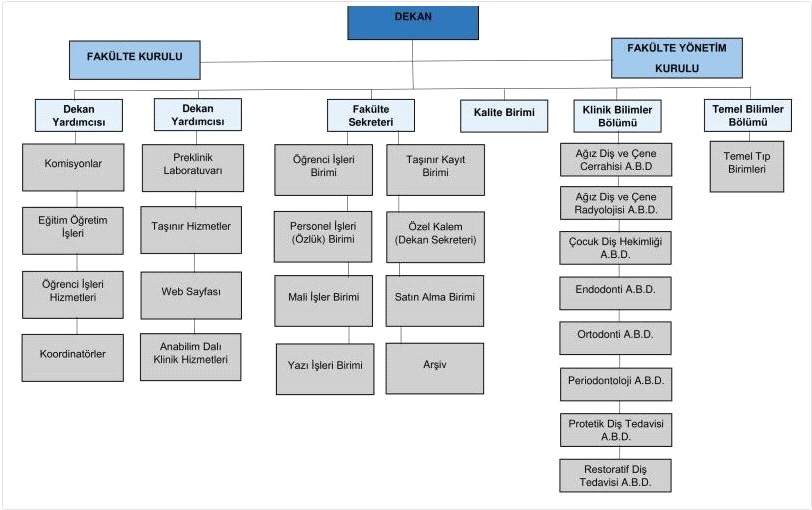 DEKAN
FAKÜLTE KURULU
FAKÜLTE YÖNETİM
KURULU
Dekan
Yardımcısı
Dekan
Yardımcısı
Fakülte
Sekreteri
Kalite Birimi
Klinik Bilimler
Bölümü
Temel Bilimler
Bölümü
Komisyonlar
Eğitim Öğretim
İşleri
Öğrenci İşleri
Hizmetleri
Koordinatörler
Preklinik
Laboratuvarı
Taşınır Hizmetler
Web Sayfası
Anabilim Dalı
Klinik Hizmetleri
Öğrenci İşleri
Birimi
Personel İşleri
(Özlük) Birimi
Mali İşler Birimi
Yazı İşleri Birimi
Taşınır Kayıt
Birimi
Özel Kalem
(Dekan Sekreteri)
Satın Alma Birimi
Arşiv
Ağız Diş ve Çene
Cerrahisi A.B.D
Ağız Diş ve Çene
Radyolojisi A.B.D.
Çocuk Diş Hekimliği
A.B.D.
Endodonti A.B.D.
Ortodonti A.B.D.
Periodontoloji A.B.D.
Protetik Diş Tedavisi
A.B.D.
Restoratif Diş
Tedavisi A.B.D.
Temel Tıp
Birimleri